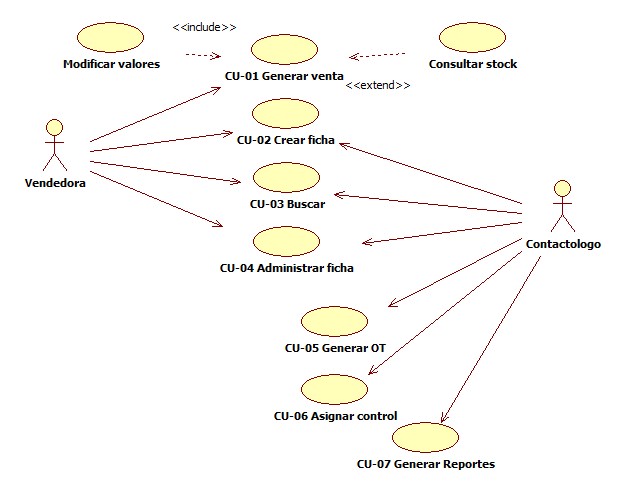 <<include>>
Modificar valores
CU-01 Generar venta
Consultar stock
<<extend>>
CU-02 Crear ficha
Vendedora
CU-03 Buscar
Contactologo
CU-04 Administrar ficha
CU-05 Generar OT
CU-06 Asignar control
CU-07 Generar Reportes